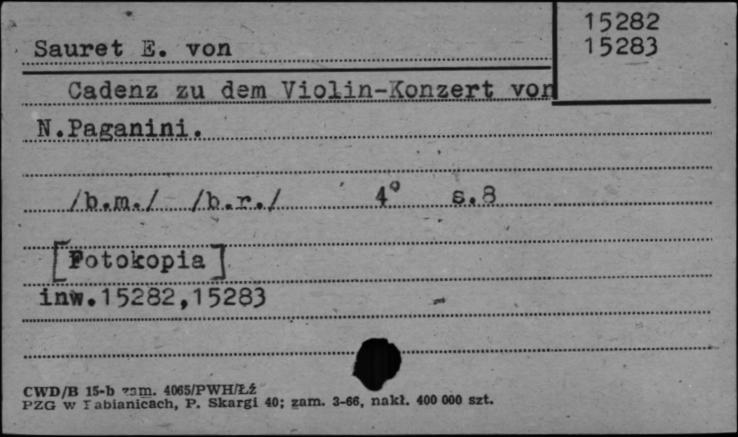 15282
15283
Sauret E. von
Cadenz zu dem Violin-Konzert von
N.Paganini.
/b.m./ /b.r./ 4° s.8
[Fotokopia]
inw.15282,15283
CWD/B 15-b zam. 4065/PWH/Łź
PZG w Pabianicach, P. Skargi 40; zam. 3-66, nakł. 400 000 szt.